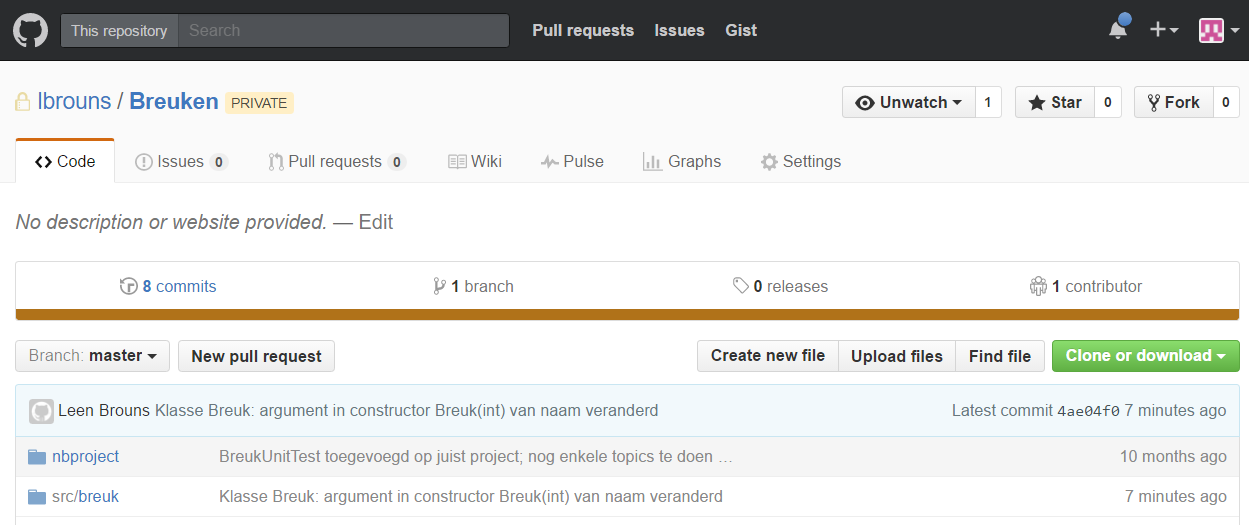 This repository Search Pull requests Issues Gist
lbrouns / Breuken PRIVATE Unwatch 1 Star 0 Fork 0
Code Issues 0 Pull requests 0 Wiki Pulse Graphs Settings
No description or website provided. — Edit
8 commits 1 branch 0 releases 1 contributor
Branch: master New pull request Create new file Upload files Find file Clone or download
Leen Brouns Klasse Breuk: argument in constructor Breuk(int) van naam veranderd Latest commit 4ae04f0 7 minutes ago
nbproject BreukUnitTest toegevoegd op juist project; nog enkele topics te doen … 10 months ago
src/breuk Klasse Breuk: argument in constructor Breuk(int) van naam veranderd 7 minutes ago